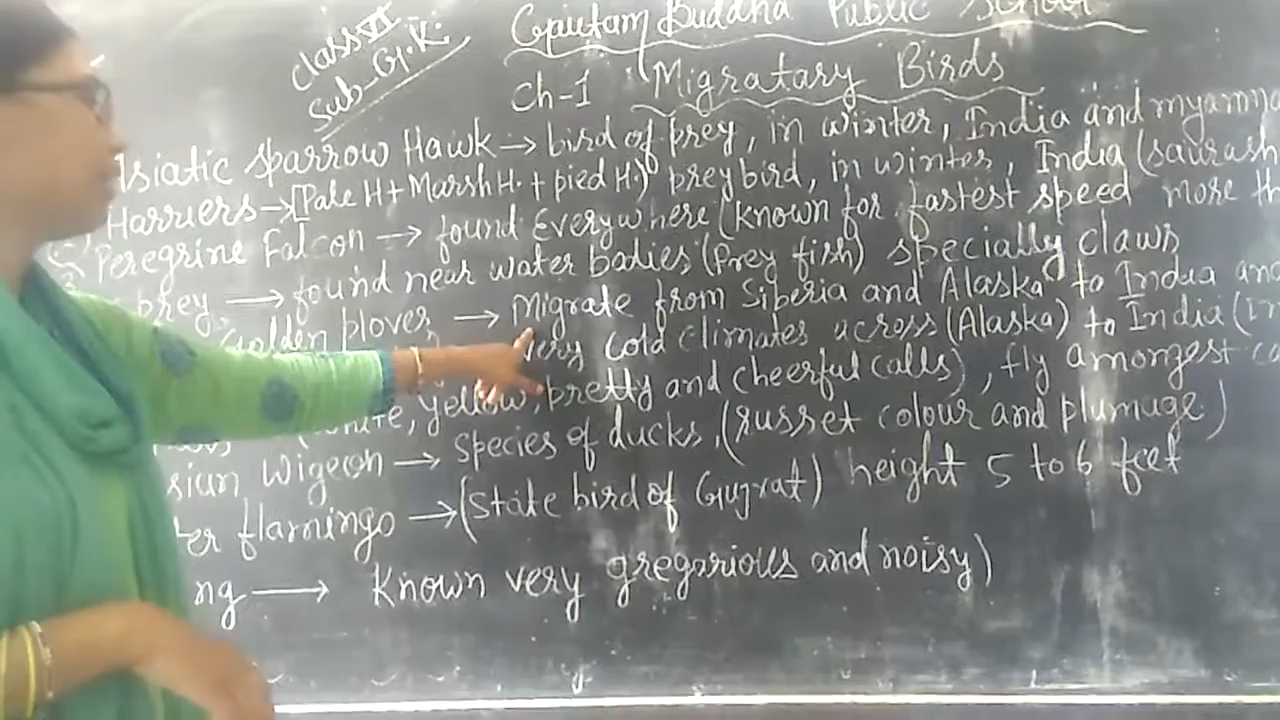 Class VI
Sub-G.K.
Goutam Buddha Public School
Ch-1 Migratary Birds
Asiatic Sparrow Hawk → bird of prey, in winter, India and myanma
Harriers → [Pale H + Marsh H. + pied H.) prey bird, in winter, India (saurash
Peregrine Falcon → found Everywhere (known for fastest speed more th
prey → found near water bodies (Prey fish) specially claws
Golden plover → Migrate from Siberia and Alaska to India and
Very cold climates across (Alaska) to India (in
yellow, pretty and cheerful calls), fly amongest
sian Wigeon → species of ducks, (russet colour and plumage)
ter flamingo → (State bird of Gujrat) height 5 to 6 feet
ng → Known very gregarious and noisy)